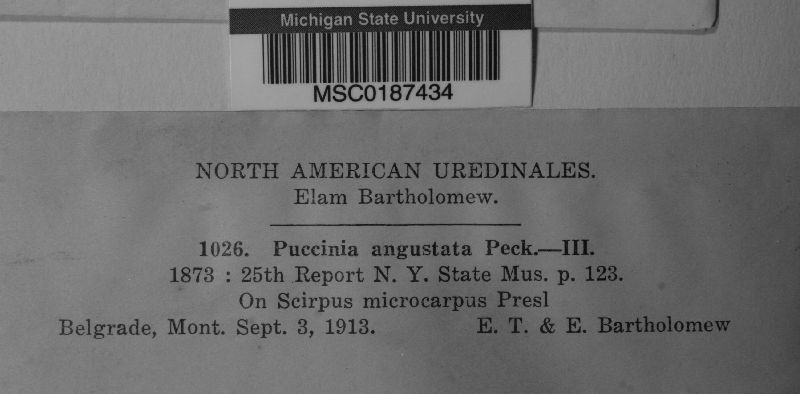 Michigan State University
MSC0187434
NORTH AMERICAN UREDINALES.
Elam Bartholomew.
1026. Puccinia angustata Peck.—III.
1873 : 25th Report N. Y. State Mus. p. 123.
On Scirpus microcarpus Presl
Belgrade, Mont. Sept. 3, 1913. E. T. & E. Bartholomew